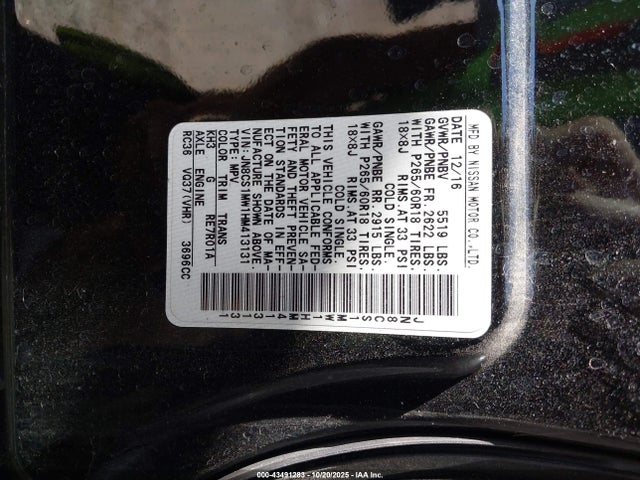 MFD BY NISSAN MOTOR CO.,LTD.
DATE 12/16
GVWR/PNBV 5519 LBS.
GAWR/PNBE FR. 2622 LBS.
WITH P265/60R18 TIRES,
18X8J RIMS,AT 33 PSI
COLD SINGLE.
GAWR/PNBE RR. 2915 LBS.
WITH P265/60R18 TIRES,
18X8J RIMS,AT 33 PSI
COLD SINGLE.
THIS VEHICLE CONFORMS
TO ALL APPLICABLE FED-
ERAL MOTOR VEHICLE SA-
FETY AND THEFT PREVEN-
TION STANDARDS IN EFF-
ECT ON THE DATE OF MA-
NUFACTURE SHOWN ABOVE.
VIN:JN8CS1MW1HM413131
TYPE: MPV
COLOR TRIM TRANS
KH3 G RE7R01A
AXLE ENGINE
RC36 VQ37(VHR) 3696CC
JN8CS1MW1HM413131
000-43491283 - 10/20/2025 - IAAI.COM